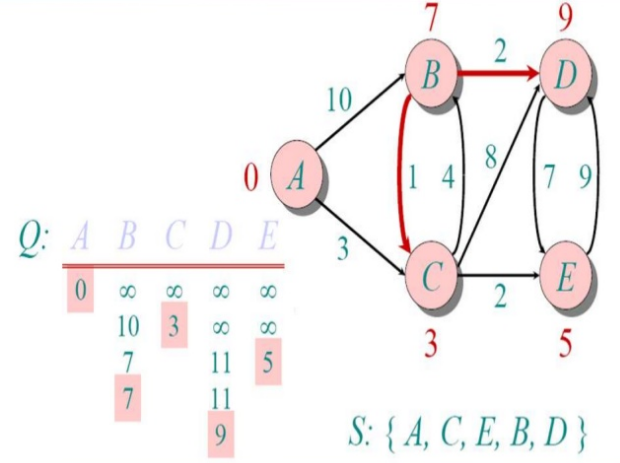 7 9
B 2 D
10
0 A 1 4 8 7 9
3 C 2 E
3 5
Q: A B C D E
0 ∞ ∞ ∞ ∞
10 3 ∞ ∞
7 11 5
7 11
9
S: { A, C, E, B, D }